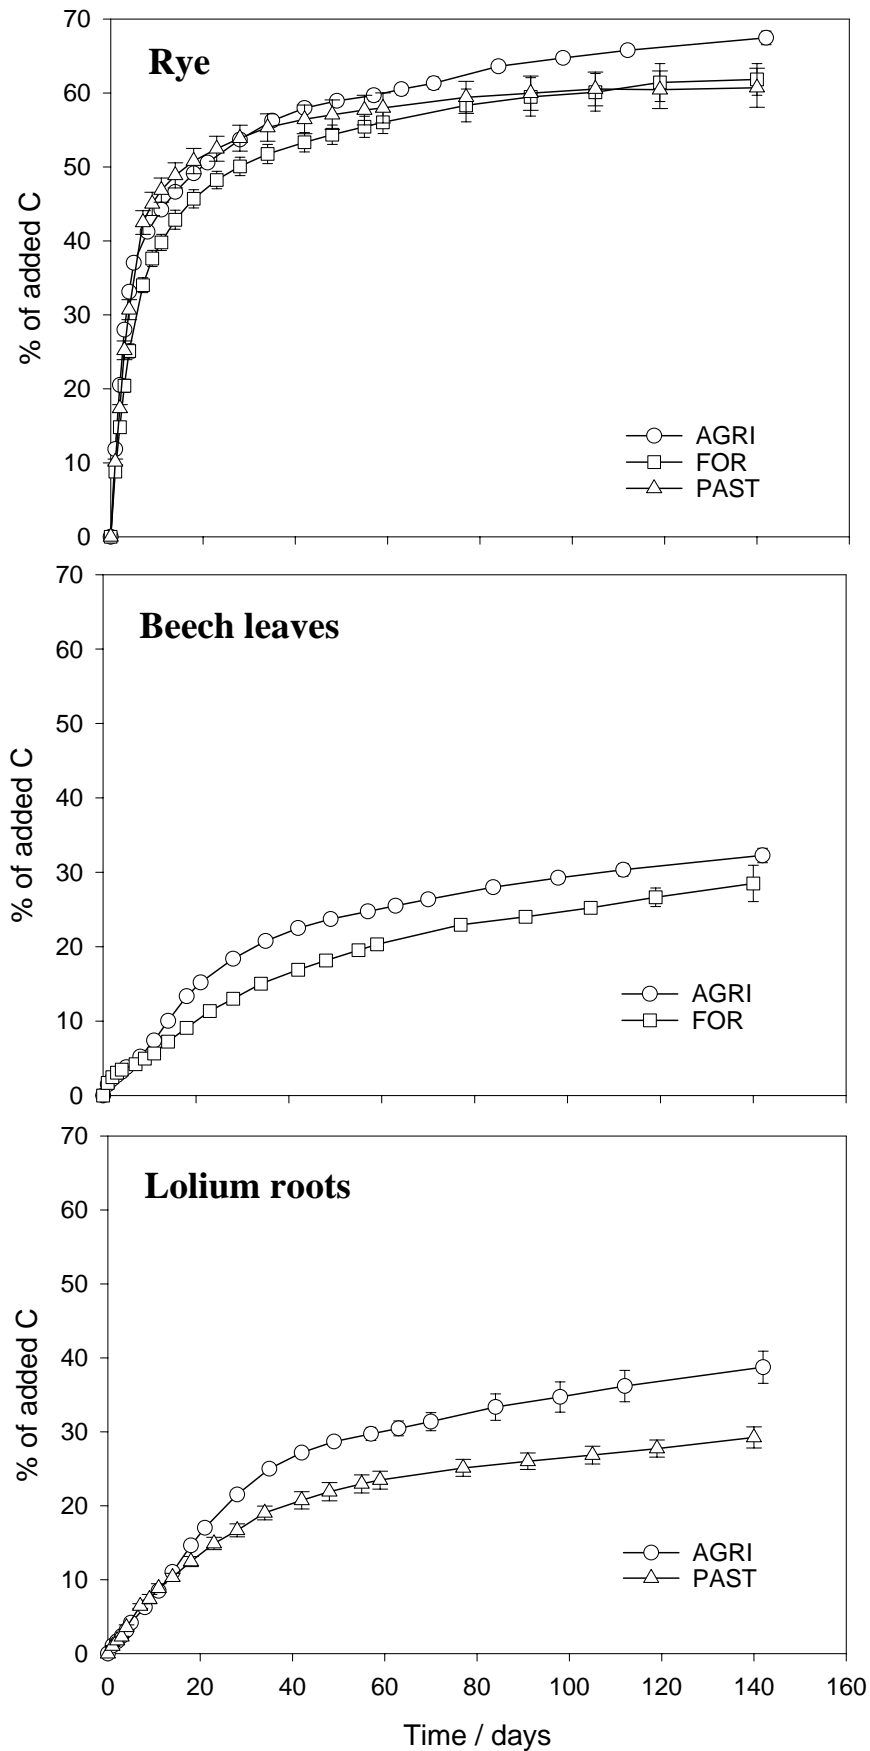 70
Rye
60
50
40
30
20
10
0
% of added C
AGRI
FOR
PAST
70
Beech leaves
60
50
40
30
20
10
0
% of added C
AGRI
FOR
70
Lolium roots
60
50
40
30
20
10
0
% of added C
AGRI
PAST
0 20 40 60 80 100 120 140 160
Time / days